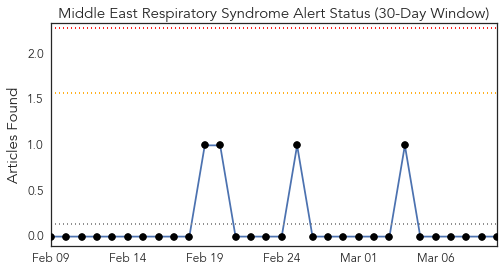 Middle East Respiratory Syndrome Alert Status (30-Day Window)
Articles Found
2.0
1.5
1.0
0.5
0.0
Feb 09 Feb 14 Feb 19 Feb 24 Mar 01 Mar 06